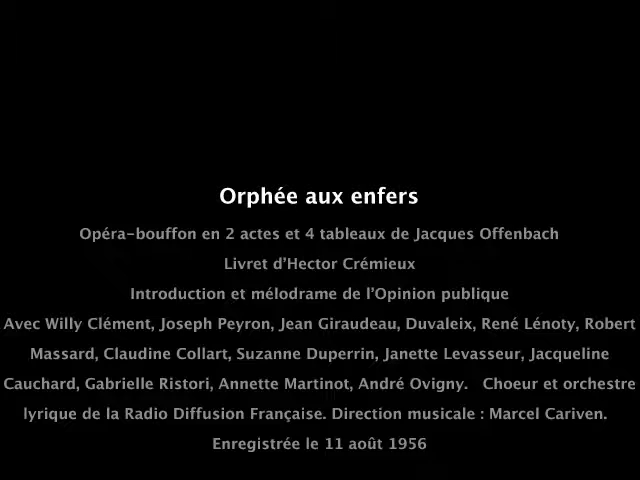 Orphée aux enfers
Opéra-bouffon en 2 actes et 4 tableaux de Jacques Offenbach
Livret d’Hector Crémieux
Introduction et mélodrame de l’Opinion publique
Avec Willy Clément, Joseph Peyron, Jean Giraudeau, Duvaleix, René Lénoty, Robert
Massard, Claudine Collart, Suzanne Duperrin, Janette Levasseur, Jacqueline
Cauchard, Gabrielle Ristori, Annette Martinot, André Ovigny. Choeur et orchestre
lyrique de la Radio Diffusion Française. Direction musicale : Marcel Cariven.
Enregistrée le 11 août 1956